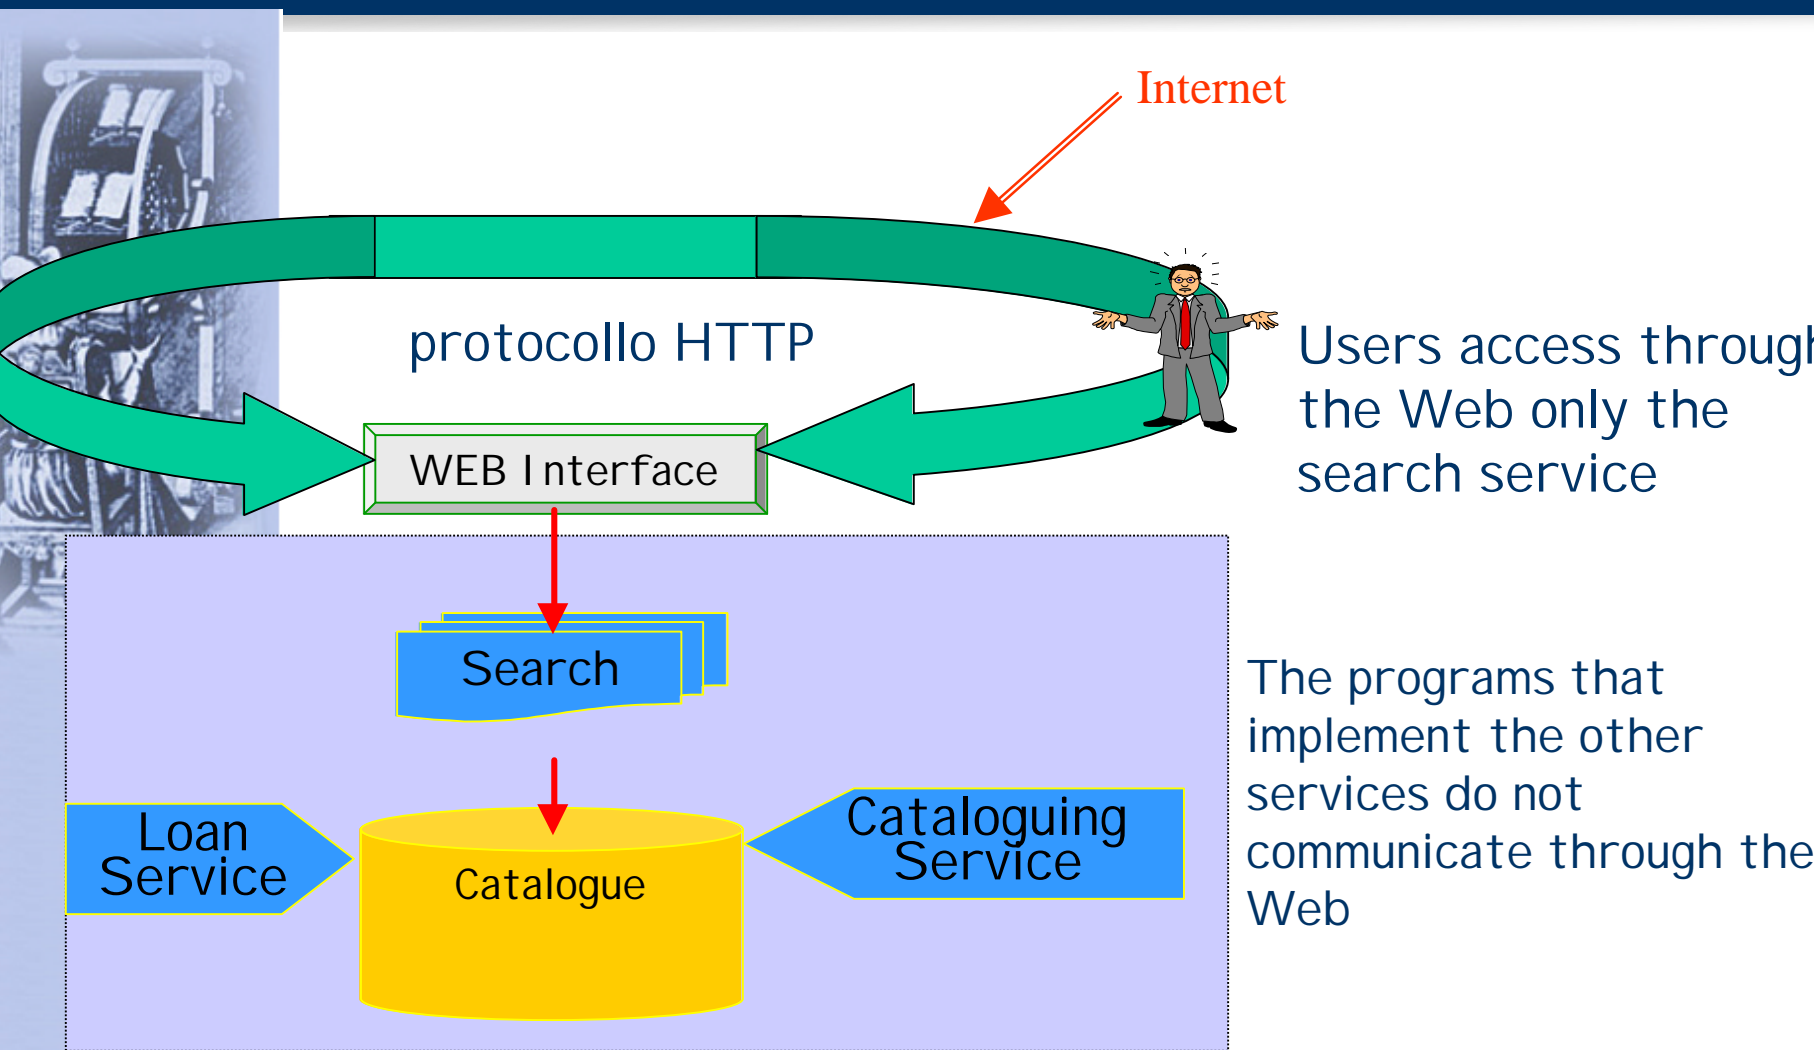 Internet
protocollo HTTP
Users access through
the Web only the
search service
WEB Interface
Search
The programs that
implement the other
services do not
communicate through the
Web
Loan
Service
Catalogue
Cataloguing
Service